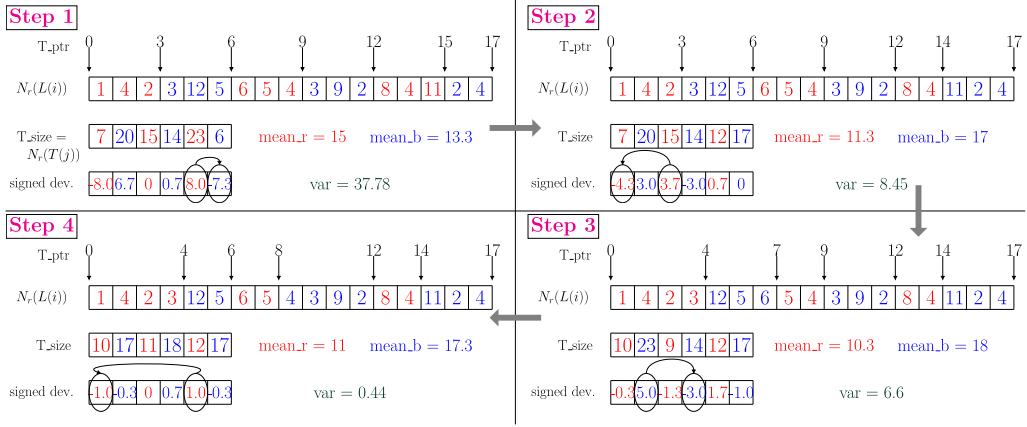 Step 1
T_ptr 0 3 6 9 12 15 17
N_r(L(i)) 1 4 2 3 12 5 6 5 4 3 9 2 8 4 11 2 4
T_size = 7 20 15 14 23 6 mean_r = 15 mean_b = 13.3
N_r(T(j))
signed dev. -8.0 6.7 0 0.7 8.0 -7.3 var = 37.78
Step 2
T_ptr 0 3 6 9 12 14 17
N_r(L(i)) 1 4 2 3 12 5 6 5 4 3 9 2 8 4 11 2 4
T_size 7 20 15 14 12 17 mean_r = 11.3 mean_b = 17
signed dev. -4.3 3.0 3.7 -3.0 0.7 0 var = 8.45
Step 4
T_ptr 0 4 6 8 12 14 17
N_r(L(i)) 1 4 2 3 12 5 6 5 4 3 9 2 8 4 11 2 4
T_size 10 17 11 18 12 17 mean_r = 11 mean_b = 17.3
signed dev. -1.0 -0.3 0 0.7 1.0 -0.3 var = 0.44
Step 3
T_ptr 0 4 7 9 12 14 17
N_r(L(i)) 1 4 2 3 12 5 6 5 4 3 9 2 8 4 11 2 4
T_size 10 23 9 14 12 17 mean_r = 10.3 mean_b = 18
signed dev. -0.3 5.0 -1.3 -3.0 1.7 -1.0 var = 6.6